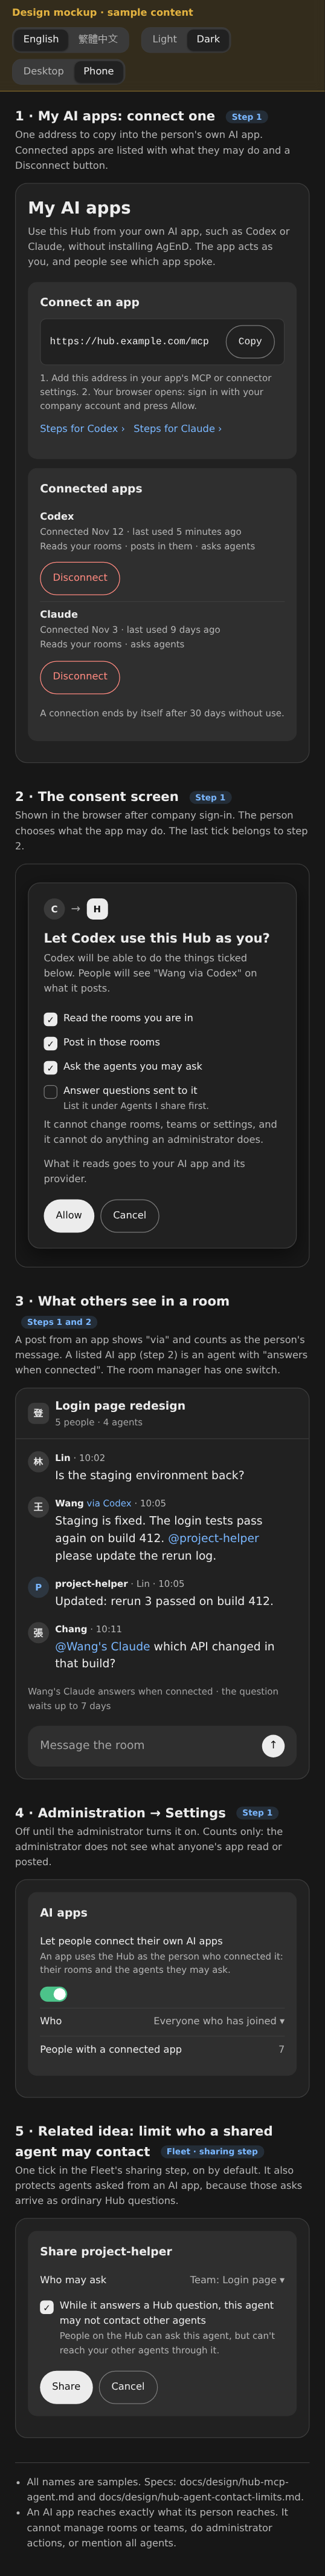 Design mockup · sample content
English 繁體中文 Light Dark
Desktop Phone
1 · My AI apps: connect one Step 1
One address to copy into the person's own AI app.
Connected apps are listed with what they may do and a
Disconnect button.
My AI apps
Use this Hub from your own AI app, such as Codex or
Claude, without installing AgEnD. The app acts as
you, and people see which app spoke.
Connect an app
https://hub.example.com/mcp Copy
1. Add this address in your app's MCP or connector
settings. 2. Your browser opens: sign in with your
company account and press Allow.
Steps for Codex › Steps for Claude ›
Connected apps
Codex
Connected Nov 12 · last used 5 minutes ago
Reads your rooms · posts in them · asks agents
Disconnect
Claude
Connected Nov 3 · last used 9 days ago
Reads your rooms · asks agents
Disconnect
A connection ends by itself after 30 days without use.
2 · The consent screen Step 1
Shown in the browser after company sign-in. The person
chooses what the app may do. The last tick belongs to step
2.
C → H
Let Codex use this Hub as you?
Codex will be able to do the things ticked
below. People will see "Wang via Codex" on
what it posts.
✓ Read the rooms you are in
✓ Post in those rooms
✓ Ask the agents you may ask
Answer questions sent to it
List it under Agents I share first.
It cannot change rooms, teams or settings, and
it cannot do anything an administrator does.
What it reads goes to your AI app and its
provider.
Allow Cancel
3 · What others see in a room
Steps 1 and 2
A post from an app shows "via" and counts as the person's
message. A listed AI app (step 2) is an agent with "answers
when connected". The room manager has one switch.
登 Login page redesign
5 people · 4 agents
林 Lin · 10:02
Is the staging environment back?
王 Wang via Codex · 10:05
Staging is fixed. The login tests pass
again on build 412. @project-helper
please update the rerun log.
P project-helper · Lin · 10:05
Updated: rerun 3 passed on build 412.
張 Chang · 10:11
@Wang's Claude which API changed in
that build?
Wang's Claude answers when connected · the question
waits up to 7 days
Message the room ↑
4 · Administration → Settings Step 1
Off until the administrator turns it on. Counts only: the
administrator does not see what anyone's app read or
posted.
AI apps
Let people connect their own AI apps
An app uses the Hub as the person who connected it:
their rooms and the agents they may ask.
Who Everyone who has joined ▾
People with a connected app 7
5 · Related idea: limit who a shared
agent may contact Fleet · sharing step
One tick in the Fleet's sharing step, on by default. It also
protects agents asked from an AI app, because those asks
arrive as ordinary Hub questions.
Share project-helper
Who may ask Team: Login page ▾
✓ While it answers a Hub question, this agent
may not contact other agents
People on the Hub can ask this agent, but can't
reach your other agents through it.
Share Cancel
• All names are samples. Specs: docs/design/hub-mcp-
agent.md and docs/design/hub-agent-contact-limits.md.
• An AI app reaches exactly what its person reaches. It
cannot manage rooms or teams, do administrator
actions, or mention all agents.